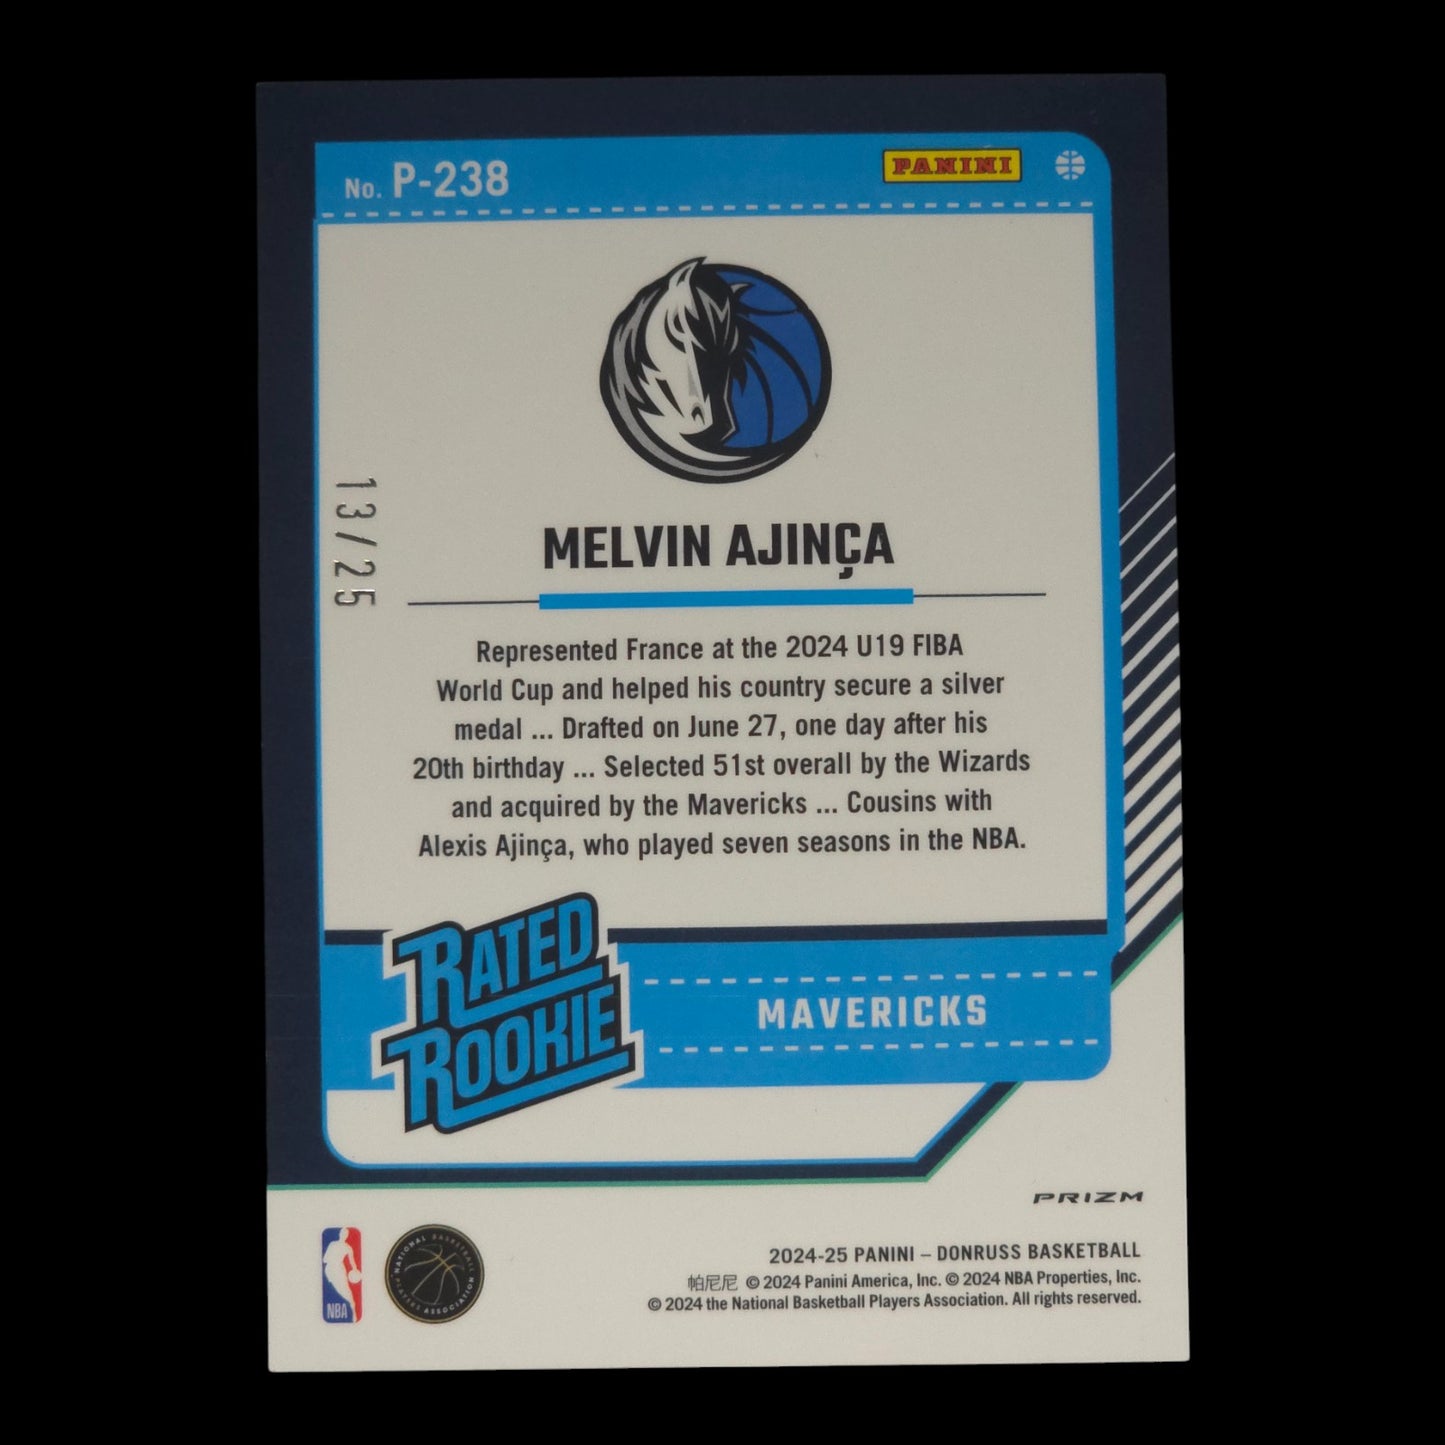 No. P-238
PANINI
13/25
MELVIN AJINÇA
Represented France at the 2024 U19 FIBA
World Cup and helped his country secure a silver
medal ... Drafted on June 27, one day after his
20th birthday ... Selected 51st overall by the Wizards
and acquired by the Mavericks ... Cousins with
Alexis Ajinça, who played seven seasons in the NBA.
RATED
ROOKIE
MAVERICKS
PRIZM
NBA
NATIONAL BASKETBALL
PLAYERS ASSOCIATION
2024-25 PANINI – DONRUSS BASKETBALL
帕尼尼 © 2024 Panini America, Inc. © 2024 NBA Properties, Inc.
© 2024 the National Basketball Players Association. All rights reserved.